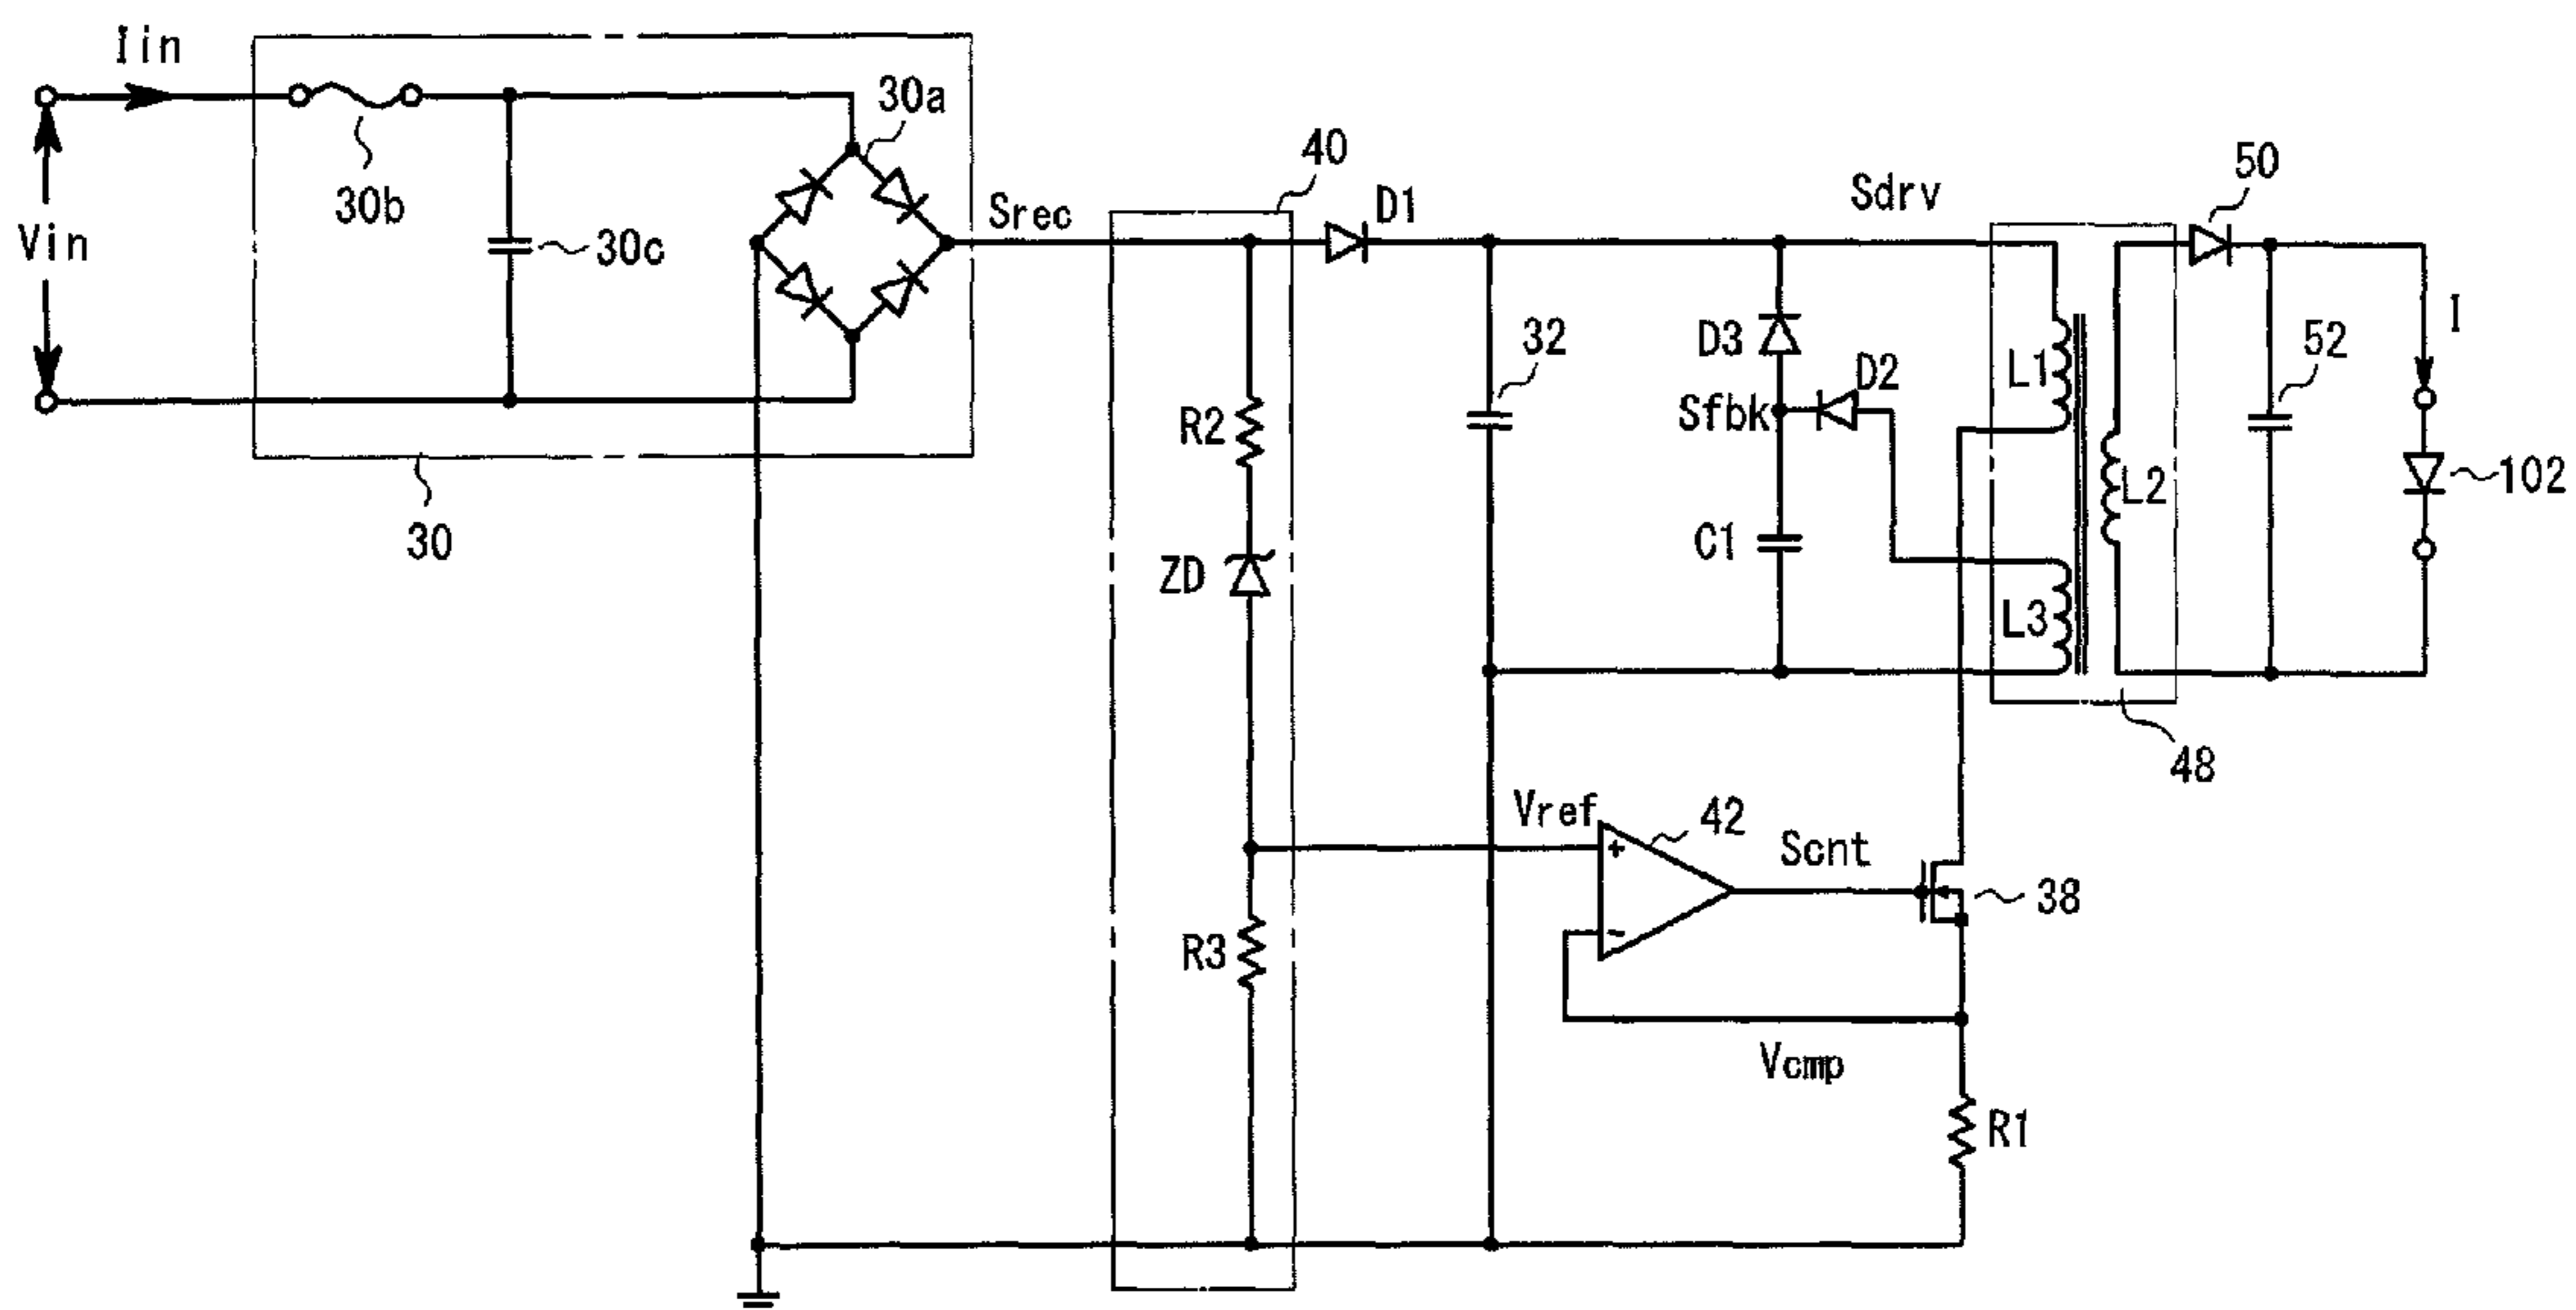 Iin
30a
40
50
30b
Srec
D1
Sdrv
Vin
30c
I
32
D3
D2
L1
52
Sfbk
R2
L2
102
30
C1
ZD
L3
48
Vref
42
Scnt
+
38
R3
-
Vcmp
R1